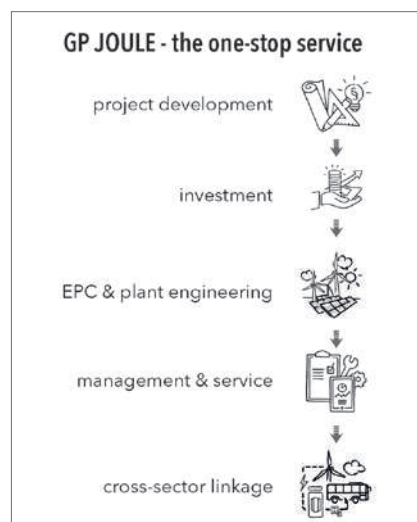 GP JOULE - the one-stop service
project development
investment
EPC & plant engineering
management & service
cross-sector linkage